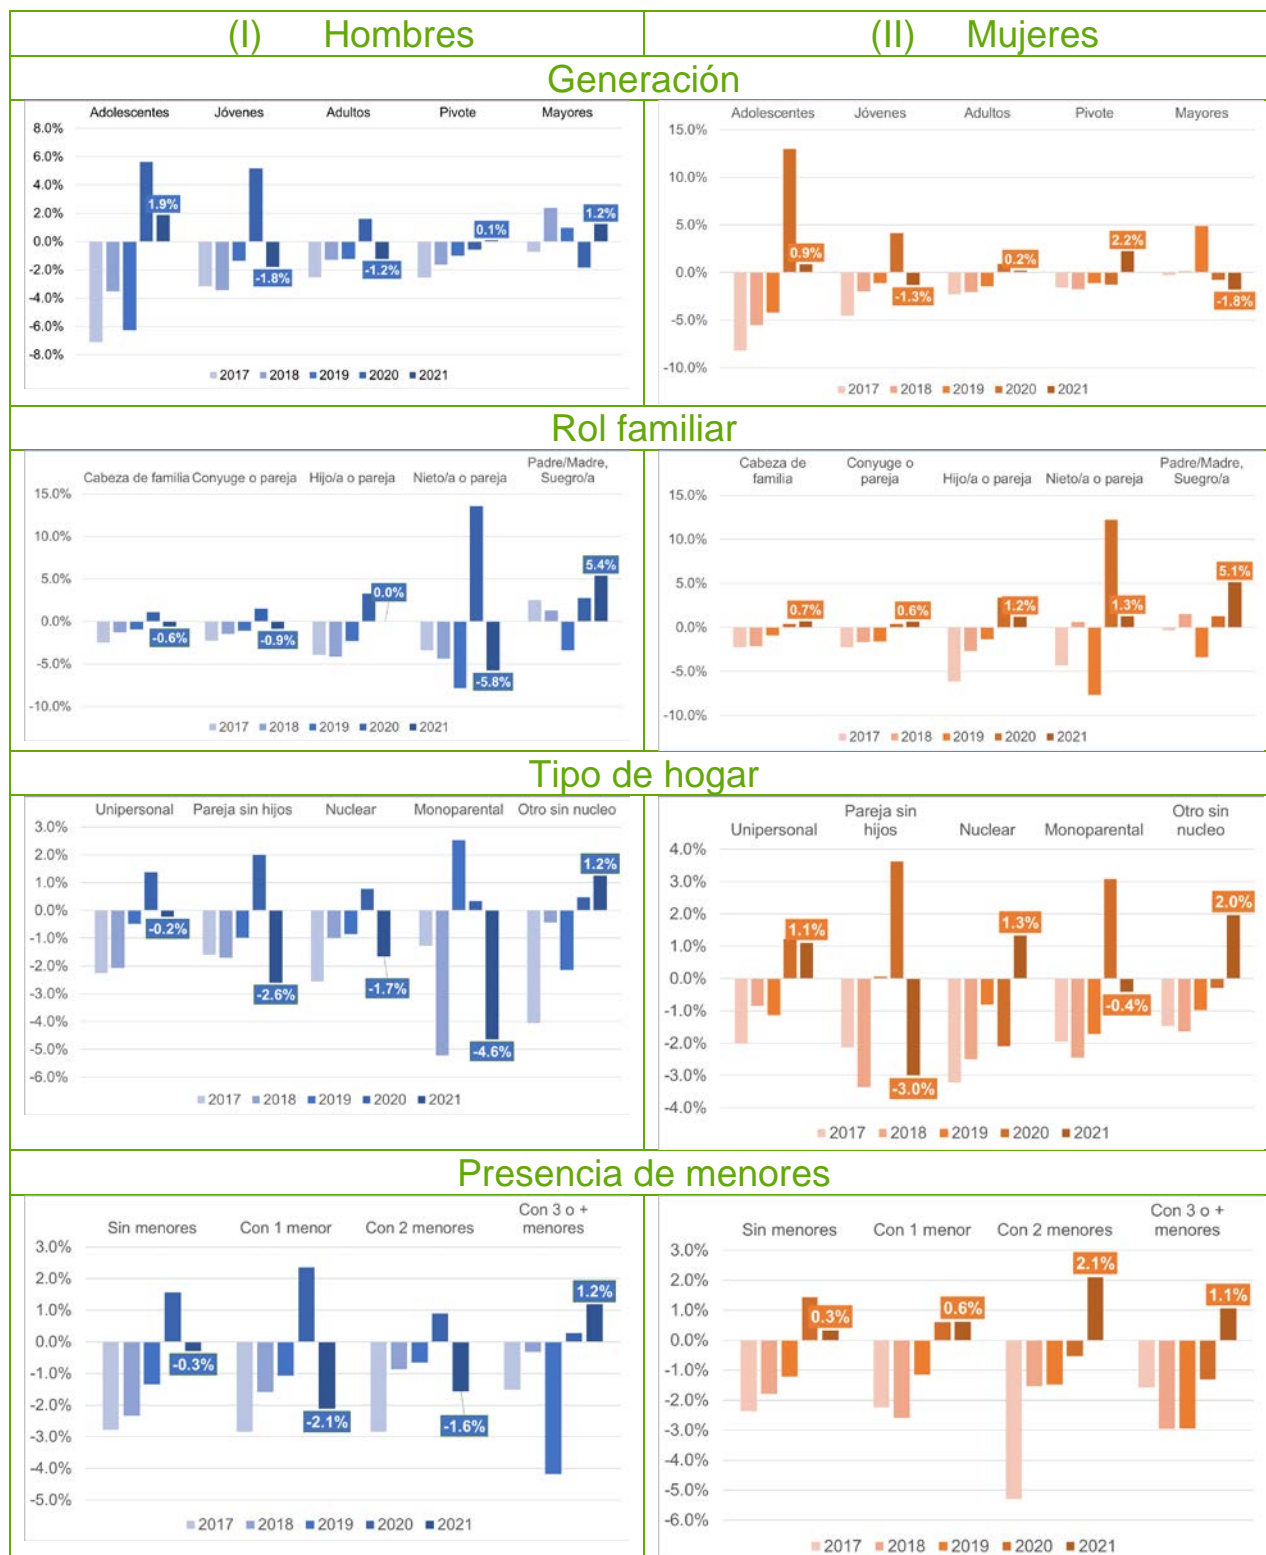 (I) Hombres
(II) Mujeres
Generación
Adolescentes Jóvenes Adultos Pivote Mayores
8.0%
6.0%
4.0%
2.0%
0.0%
-2.0%
-4.0%
-6.0%
-8.0%
1.9%
-1.8%
-1.2%
0.1%
1.2%
2017 2018 2019 2020 2021
Adolescentes Jóvenes Adultos Pivote Mayores
15.0%
10.0%
5.0%
0.0%
-5.0%
-10.0%
0.9%
-1.3%
0.2%
2.2%
-1.8%
2017 2018 2019 2020 2021
Rol familiar
Cabeza de familia Conyuge o pareja Hijo/a o pareja Nieto/a o pareja Padre/Madre,
Suegro/a
15.0%
10.0%
5.0%
0.0%
-5.0%
-10.0%
-0.6%
-0.9%
0.0%
-5.8%
5.4%
2017 2018 2019 2020 2021
Cabeza de
familia
Conyuge o
pareja
Hijo/a o pareja Nieto/a o pareja
Padre/Madre,
Suegro/a
15.0%
10.0%
5.0%
0.0%
-5.0%
-10.0%
0.7%
0.6%
1.2%
1.3%
5.1%
2017 2018 2019 2020 2021
Tipo de hogar
Unipersonal Pareja sin hijos Nuclear Monoparental Otro sin nucleo
3.0%
2.0%
1.0%
0.0%
-1.0%
-2.0%
-3.0%
-4.0%
-5.0%
-6.0%
-0.2%
-2.6%
-1.7%
-4.6%
1.2%
2017 2018 2019 2020 2021
Unipersonal
Pareja sin
hijos
Nuclear Monoparental
Otro sin
nucleo
4.0%
3.0%
2.0%
1.0%
0.0%
-1.0%
-2.0%
-3.0%
-4.0%
1.1%
-3.0%
1.3%
-0.4%
2.0%
2017 2018 2019 2020 2021
Presencia de menores
Sin menores Con 1 menor Con 2 menores
Con 3 o +
menores
3.0%
2.0%
1.0%
0.0%
-1.0%
-2.0%
-3.0%
-4.0%
-5.0%
-0.3%
-2.1%
-1.6%
1.2%
2017 2018 2019 2020 2021
Sin menores Con 1 menor Con 2 menores
Con 3 o +
menores
3.0%
2.0%
1.0%
0.0%
-1.0%
-2.0%
-3.0%
-4.0%
-5.0%
-6.0%
0.3%
0.6%
2.1%
1.1%
2017 2018 2019 2020 2021